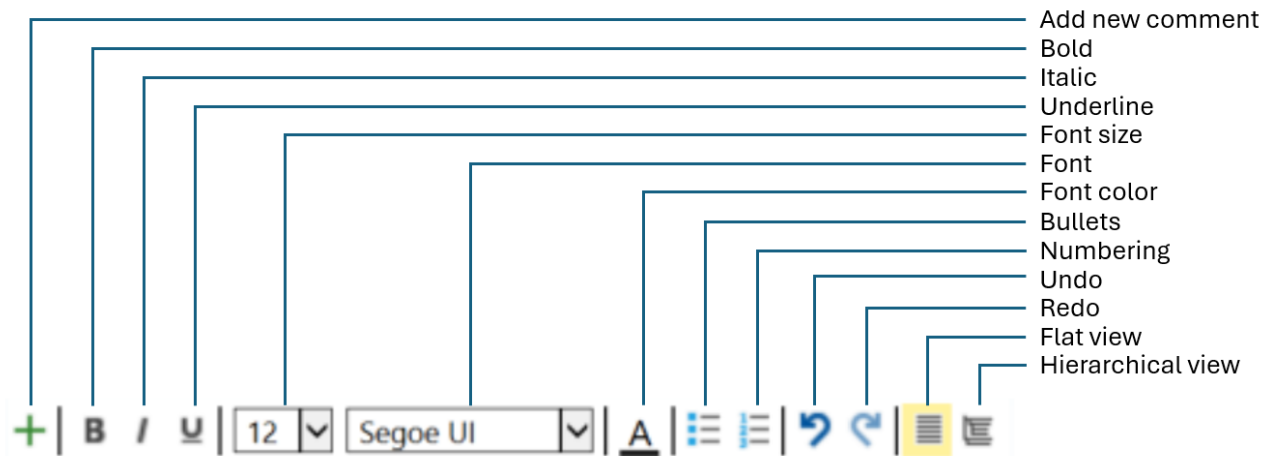 Add new comment
Bold
Italic
Underline
Font size
Font
Font color
Bullets
Numbering
Undo
Redo
Flat view
Hierarchical view
B I U 12 Segoe UI A